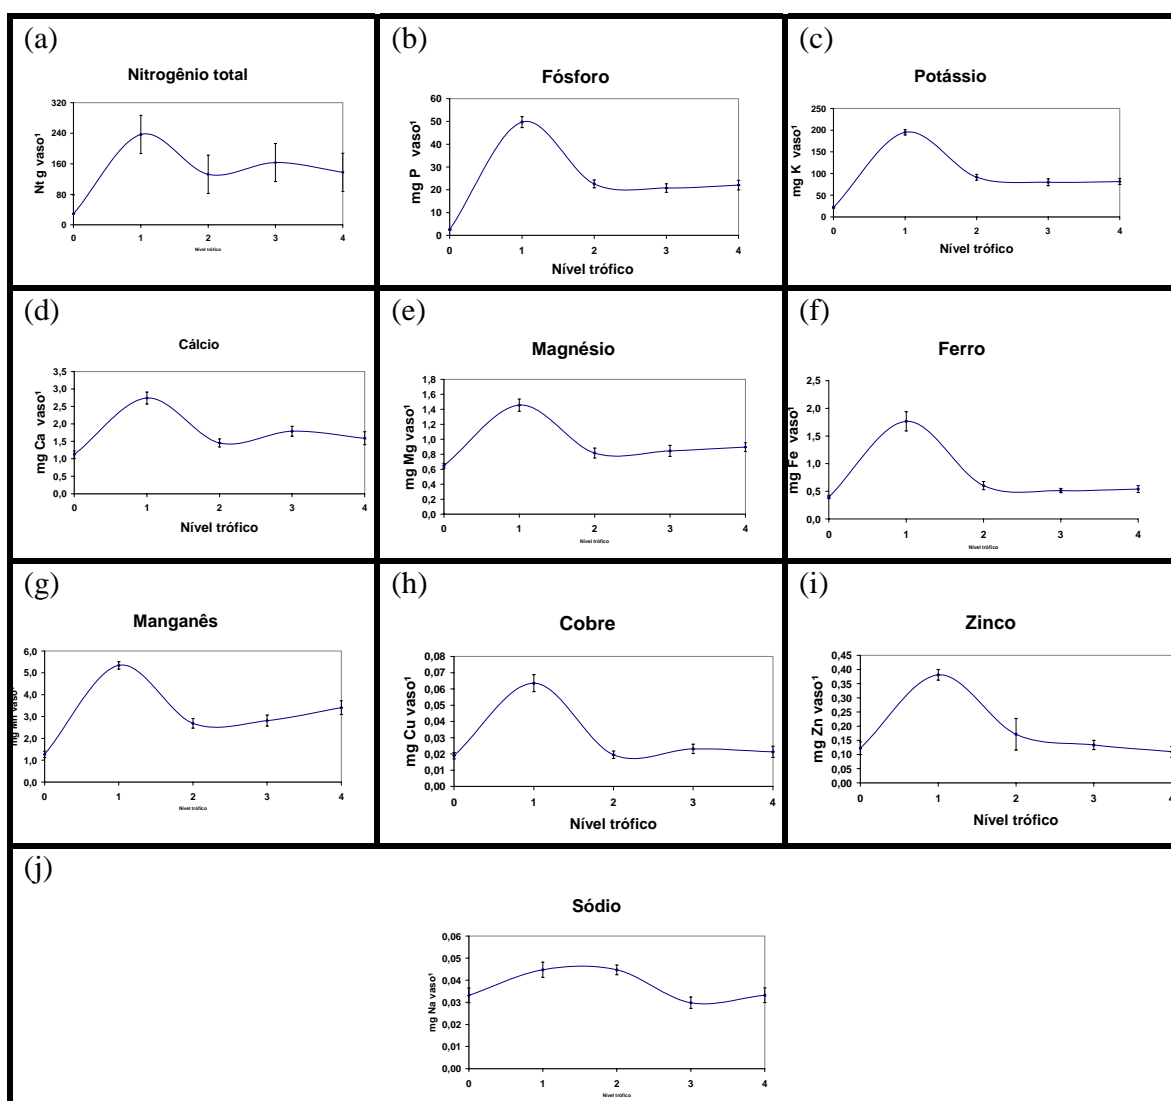 (a)
Nitrogênio total
Nt g vaso¹
320
240
160
80
0
0 1 2 3 4
Nível trófico
(b)
Fósforo
mg P vaso¹
60
50
40
30
20
10
0
0 1 2 3 4
Nível trófico
(c)
Potássio
mg K vaso¹
250
200
150
100
50
0
0 1 2 3 4
Nível trófico
(d)
Cálcio
mg Ca vaso¹
3,5
3,0
2,5
2,0
1,5
1,0
0,5
0,0
0 1 2 3 4
Nível trófico
(e)
Magnésio
mg Mg vaso¹
1,8
1,6
1,4
1,2
1,0
0,8
0,6
0,4
0,2
0,0
0 1 2 3 4
Nível trófico
(f)
Ferro
mg Fe vaso¹
2,5
2,0
1,5
1,0
0,5
0,0
0 1 2 3 4
Nível trófico
(g)
Manganês
mg Mn vaso¹
6,0
5,0
4,0
3,0
2,0
1,0
0,0
0 1 2 3 4
Nível trófico
(h)
Cobre
mg Cu vaso¹
0,08
0,07
0,06
0,05
0,04
0,03
0,02
0,01
0,00
0 1 2 3 4
Nível trófico
(i)
Zinco
mg Zn vaso¹
0,45
0,40
0,35
0,30
0,25
0,20
0,15
0,10
0,05
0,00
0 1 2 3 4
Nível trófico
(j)
Sódio
mg Na vaso¹
0,06
0,05
0,04
0,03
0,02
0,01
0,00
0 1 2 3 4
Nível trófico